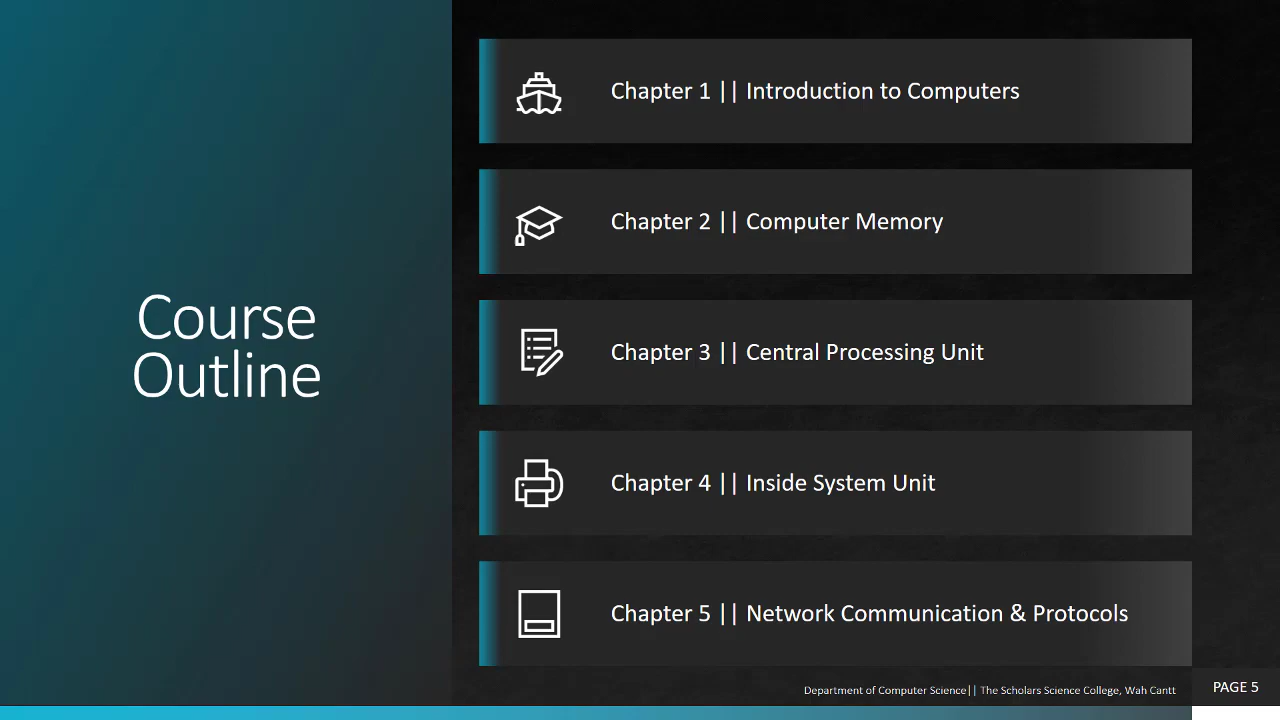 Course
Outline
Chapter 1 || Introduction to Computers
Chapter 2 || Computer Memory
Chapter 3 || Central Processing Unit
Chapter 4 || Inside System Unit
Chapter 5 || Network Communication & Protocols
Department of Computer Science|| The Scholars Science College, Wah Cantt
PAGE 5